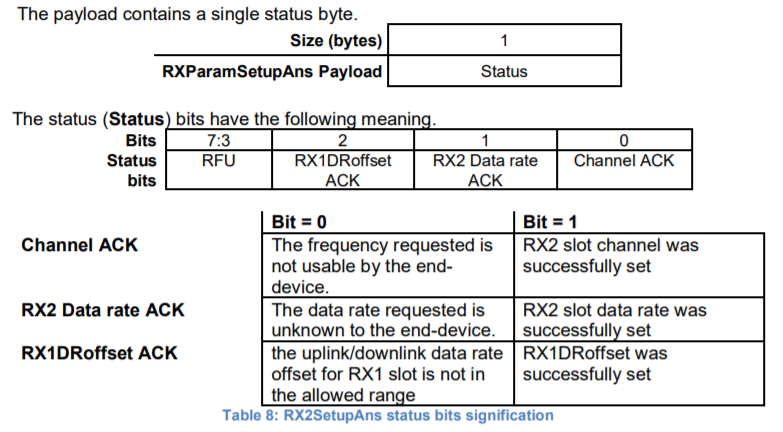 The payload contains a single status byte.
Size (bytes) 1
RXParamSetupAns Payload Status
The status (Status) bits have the following meaning.
Bits 7:3 2 1 0
Status bits RFU RX1DRoffset ACK RX2 Data rate ACK Channel ACK
Bit = 0 Bit = 1
Channel ACK The frequency requested is not usable by the end-device. RX2 slot channel was successfully set
RX2 Data rate ACK The data rate requested is unknown to the end-device. RX2 slot data rate was successfully set
RX1DRoffset ACK the uplink/downlink data rate offset for RX1 slot is not in the allowed range RX1DRoffset was successfully set
Table 8: RX2SetupAns status bits signification